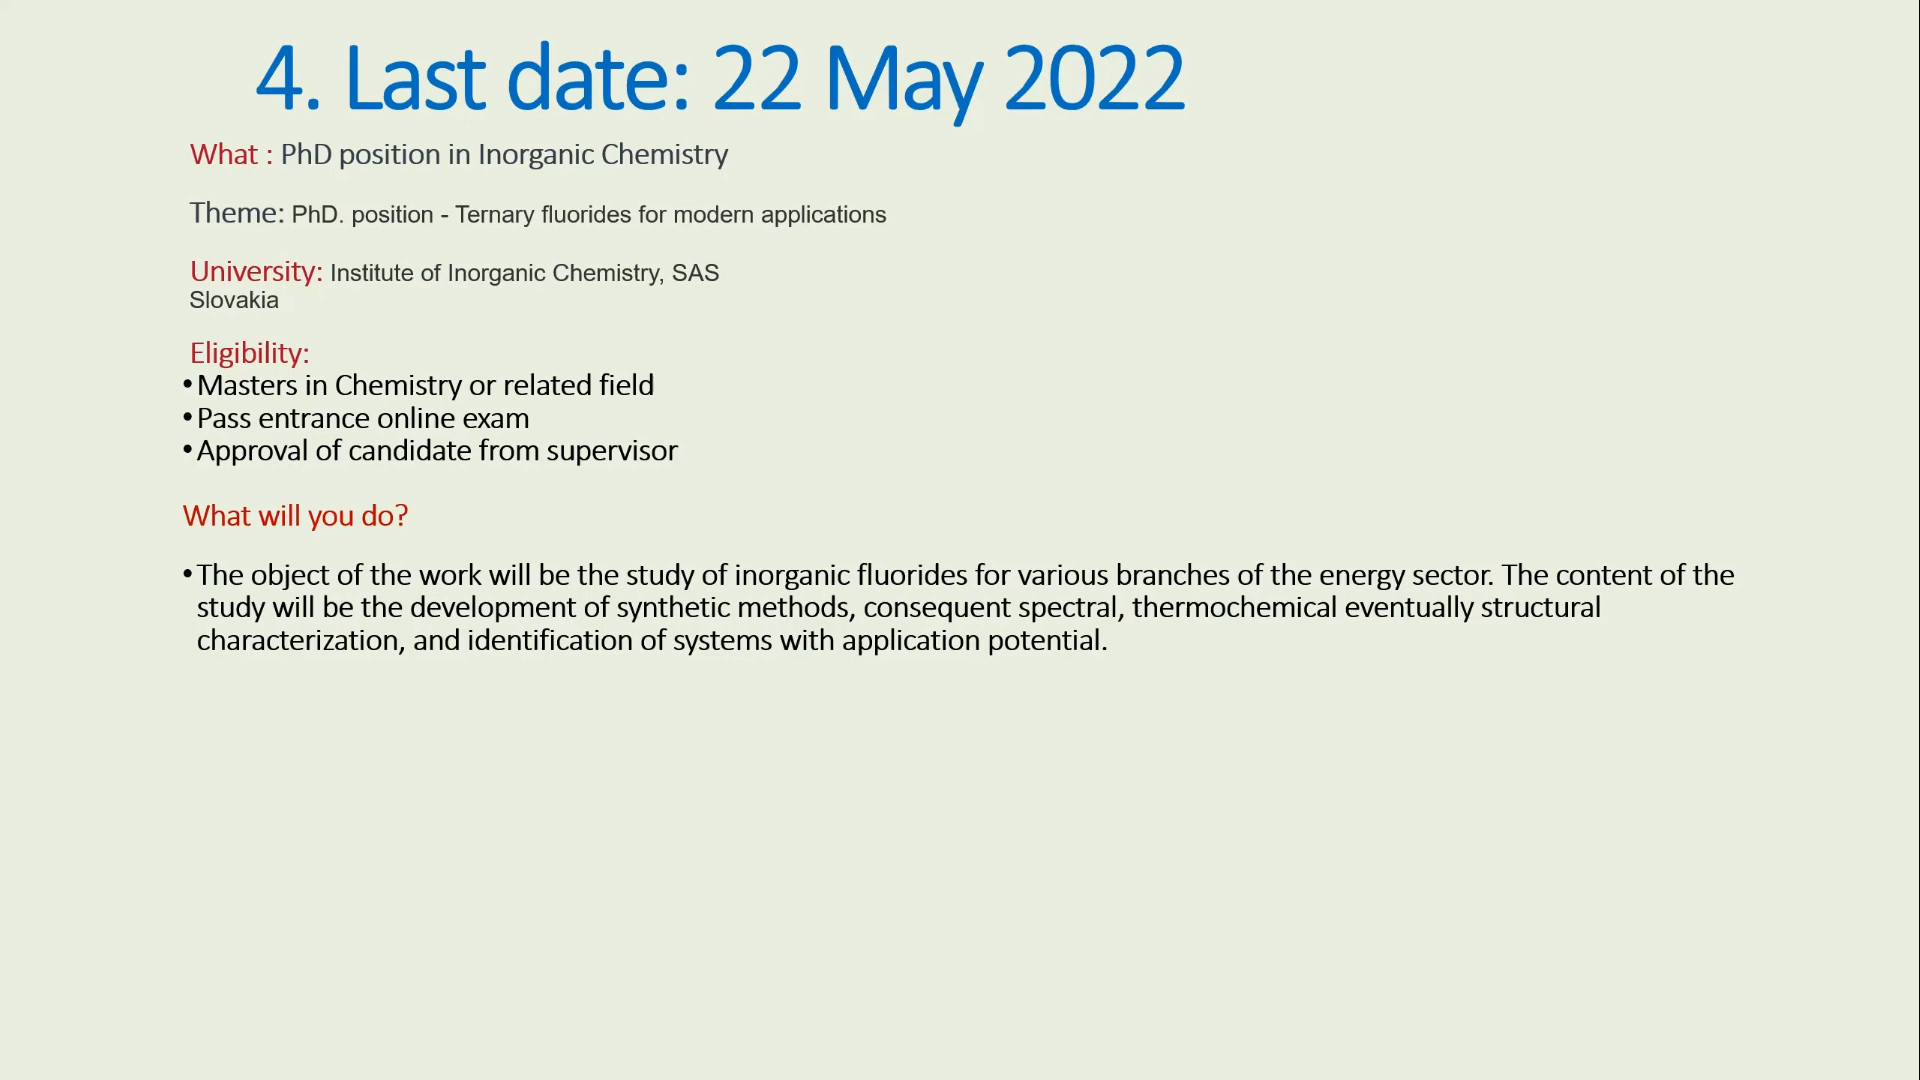 4. Last date: 22 May 2022
What : PhD position in Inorganic Chemistry
Theme: PhD. position - Ternary fluorides for modern applications
University: Institute of Inorganic Chemistry, SAS
Slovakia
Eligibility:
•Masters in Chemistry or related field
•Pass entrance online exam
•Approval of candidate from supervisor
What will you do?
•The object of the work will be the study of inorganic fluorides for various branches of the energy sector. The content of the
study will be the development of synthetic methods, consequent spectral, thermochemical eventually structural
characterization, and identification of systems with application potential.